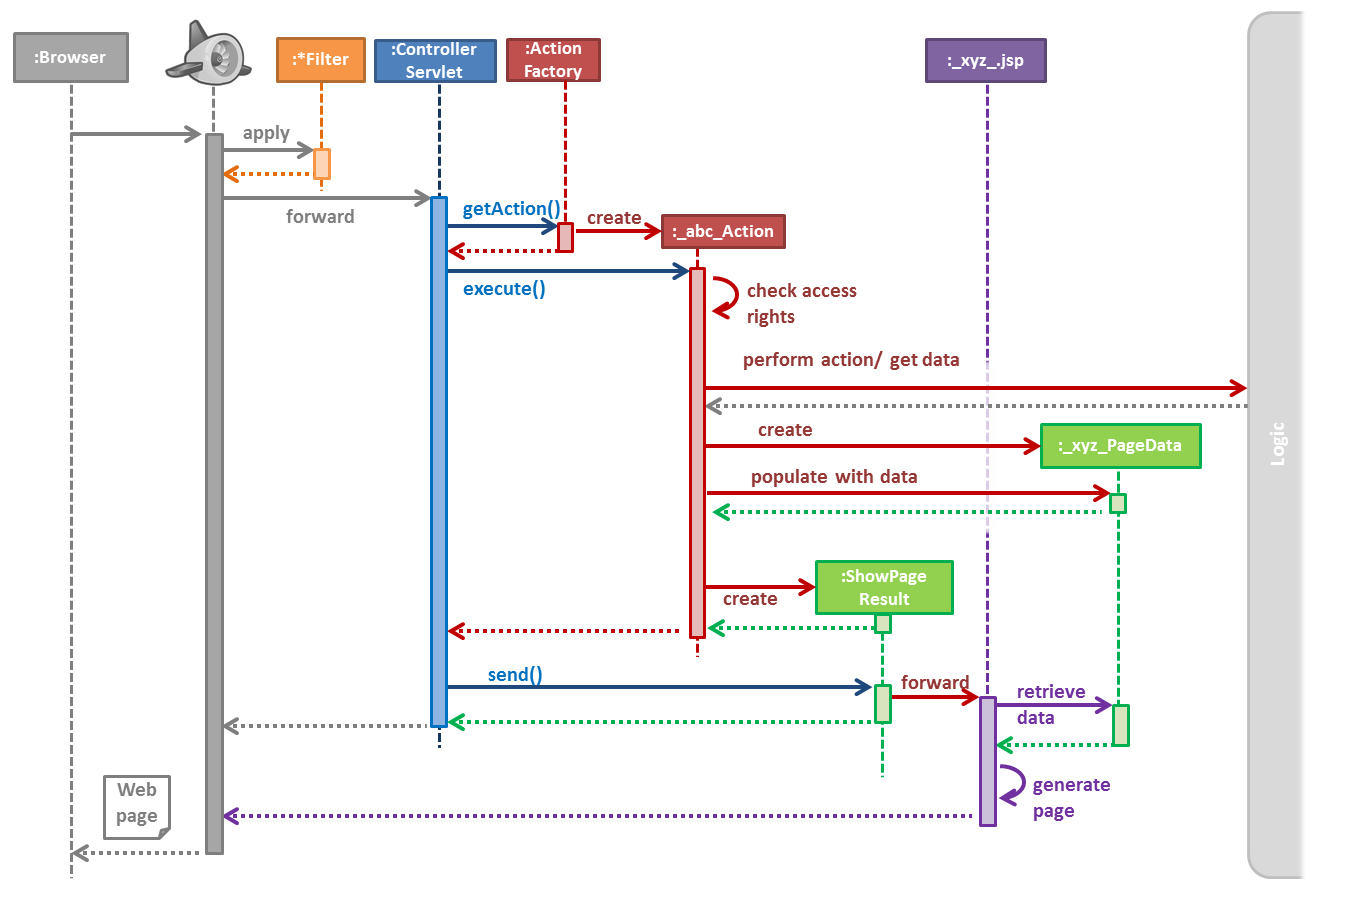 :Browser
:*Filter
:Controller
Servlet
:Action
Factory
:_xyz_.jsp
apply
forward
getAction()
create
:_abc_Action
execute()
check access
rights
perform action/ get data
Logic
create
:_xyz_PageData
populate with data
:ShowPage
Result
create
send()
forward
retrieve
data
generate
page
Web
page